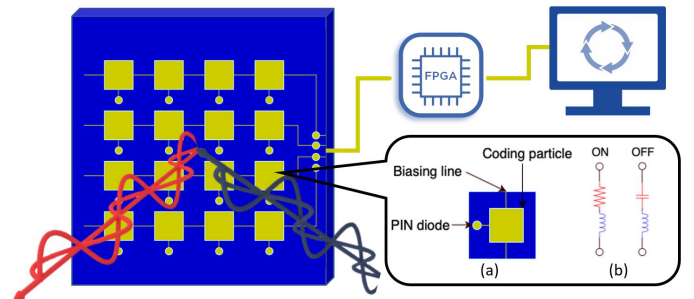 FPGA
Coding particle
ON
OFF
Biasing line
PIN diode
(a)
(b)